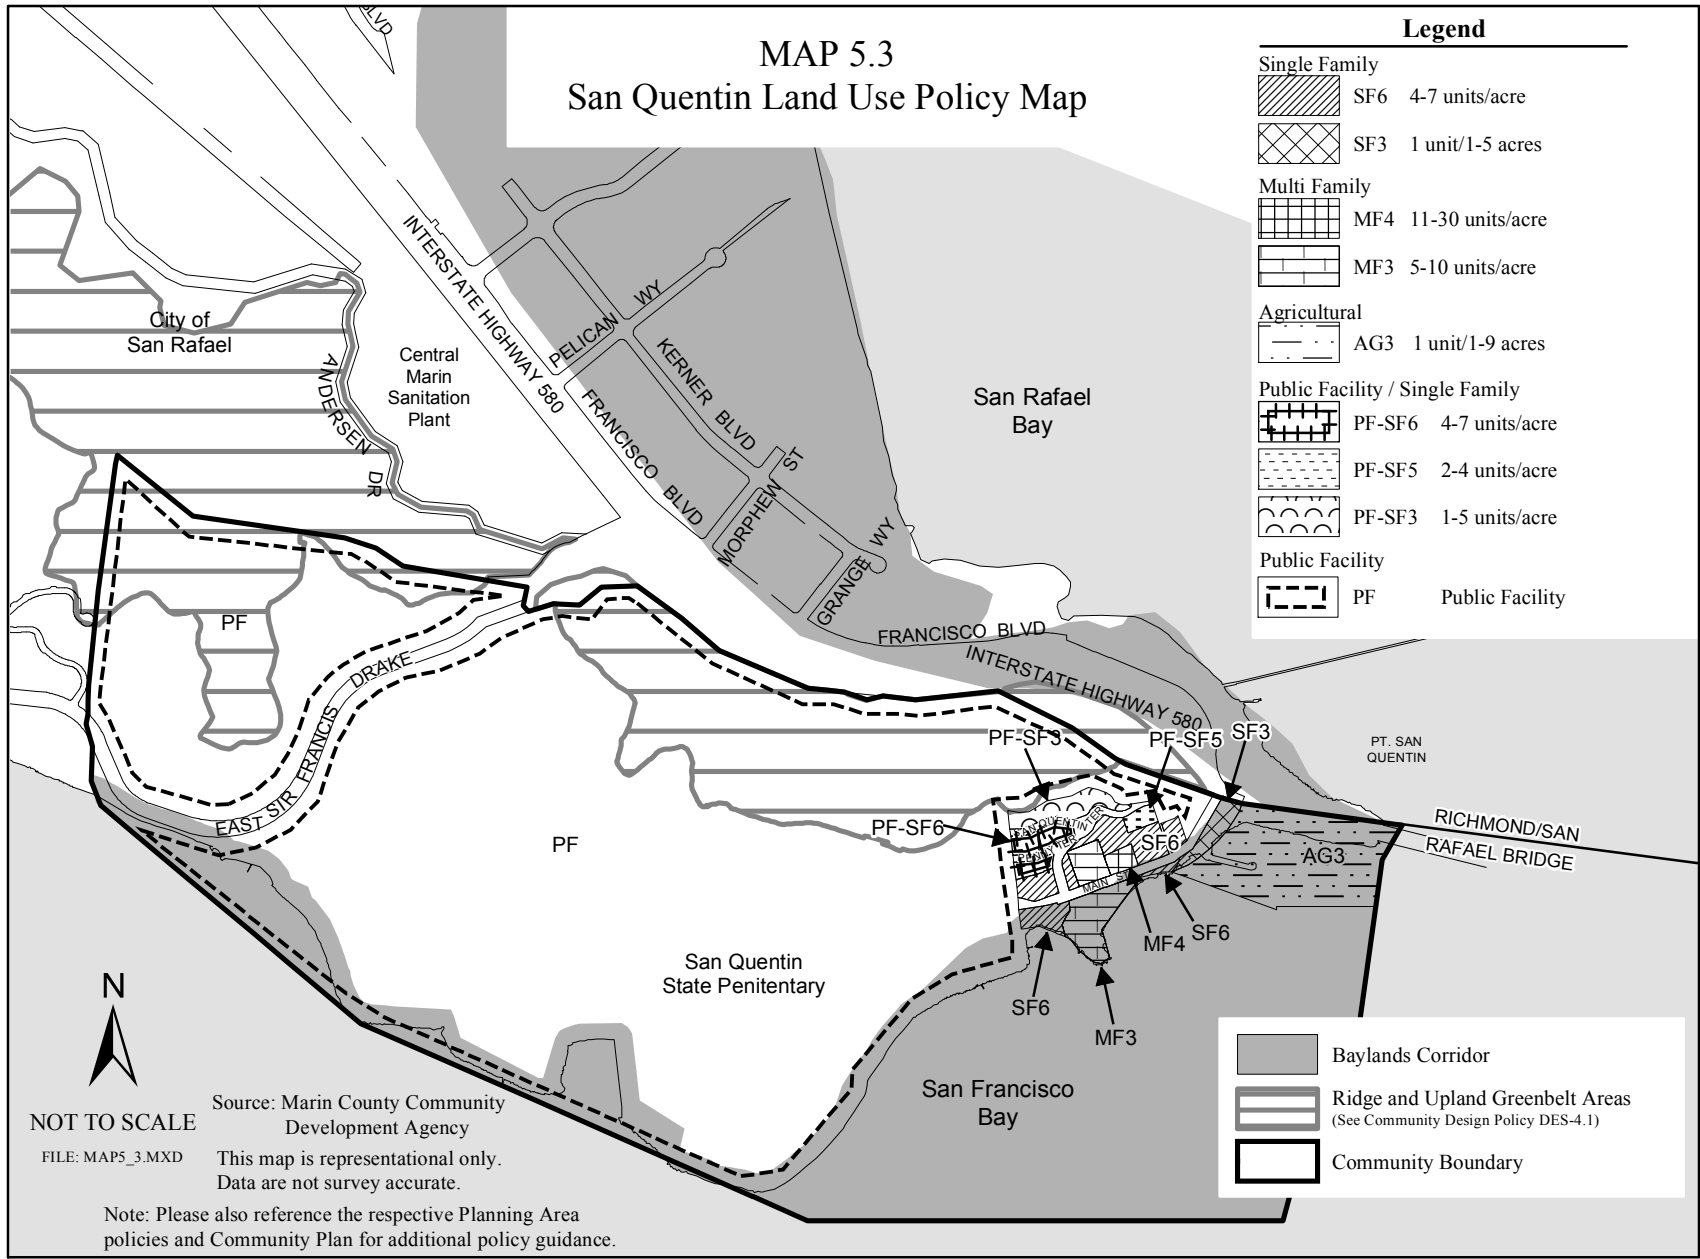 MAP 5.3
San Quentin Land Use Policy Map
Legend
Single Family
SF6 4-7 units/acre
SF3 1 unit/1-5 acres
Multi Family
MF4 11-30 units/acre
MF3 5-10 units/acre
Agricultural
AG3 1 unit/1-9 acres
Public Facility / Single Family
PF-SF6 4-7 units/acre
PF-SF5 2-4 units/acre
PF-SF3 1-5 units/acre
Public Facility
PF Public Facility
BLVD
INTERSTATE HIGHWAY 580
City of
San Rafael
ANDERSEN DR
Central
Marin
Sanitation
Plant
PELICAN WY
KERNER BLVD
FRANCISCO BLVD
MORPHEW ST
GRANGE WY
San Rafael
Bay
FRANCISCO BLVD
INTERSTATE HIGHWAY 580
PF
EAST SIR FRANCIS DRAKE
PF-SF3
PF-SF5
SF3
PT. SAN
QUENTIN
PF-SF6
SAN QUENTIN
MAIN ST
SF6
AG3
RICHMOND/SAN
RAFAEL BRIDGE
PF
MF4
SF6
SF6
MF3
San Quentin
State Penitentary
San Francisco
Bay
N
NOT TO SCALE
FILE: MAP5_3.MXD
Source: Marin County Community
Development Agency
This map is representational only.
Data are not survey accurate.
Note: Please also reference the respective Planning Area
policies and Community Plan for additional policy guidance.
Baylands Corridor
Ridge and Upland Greenbelt Areas
(See Community Design Policy DES-4.1)
Community Boundary